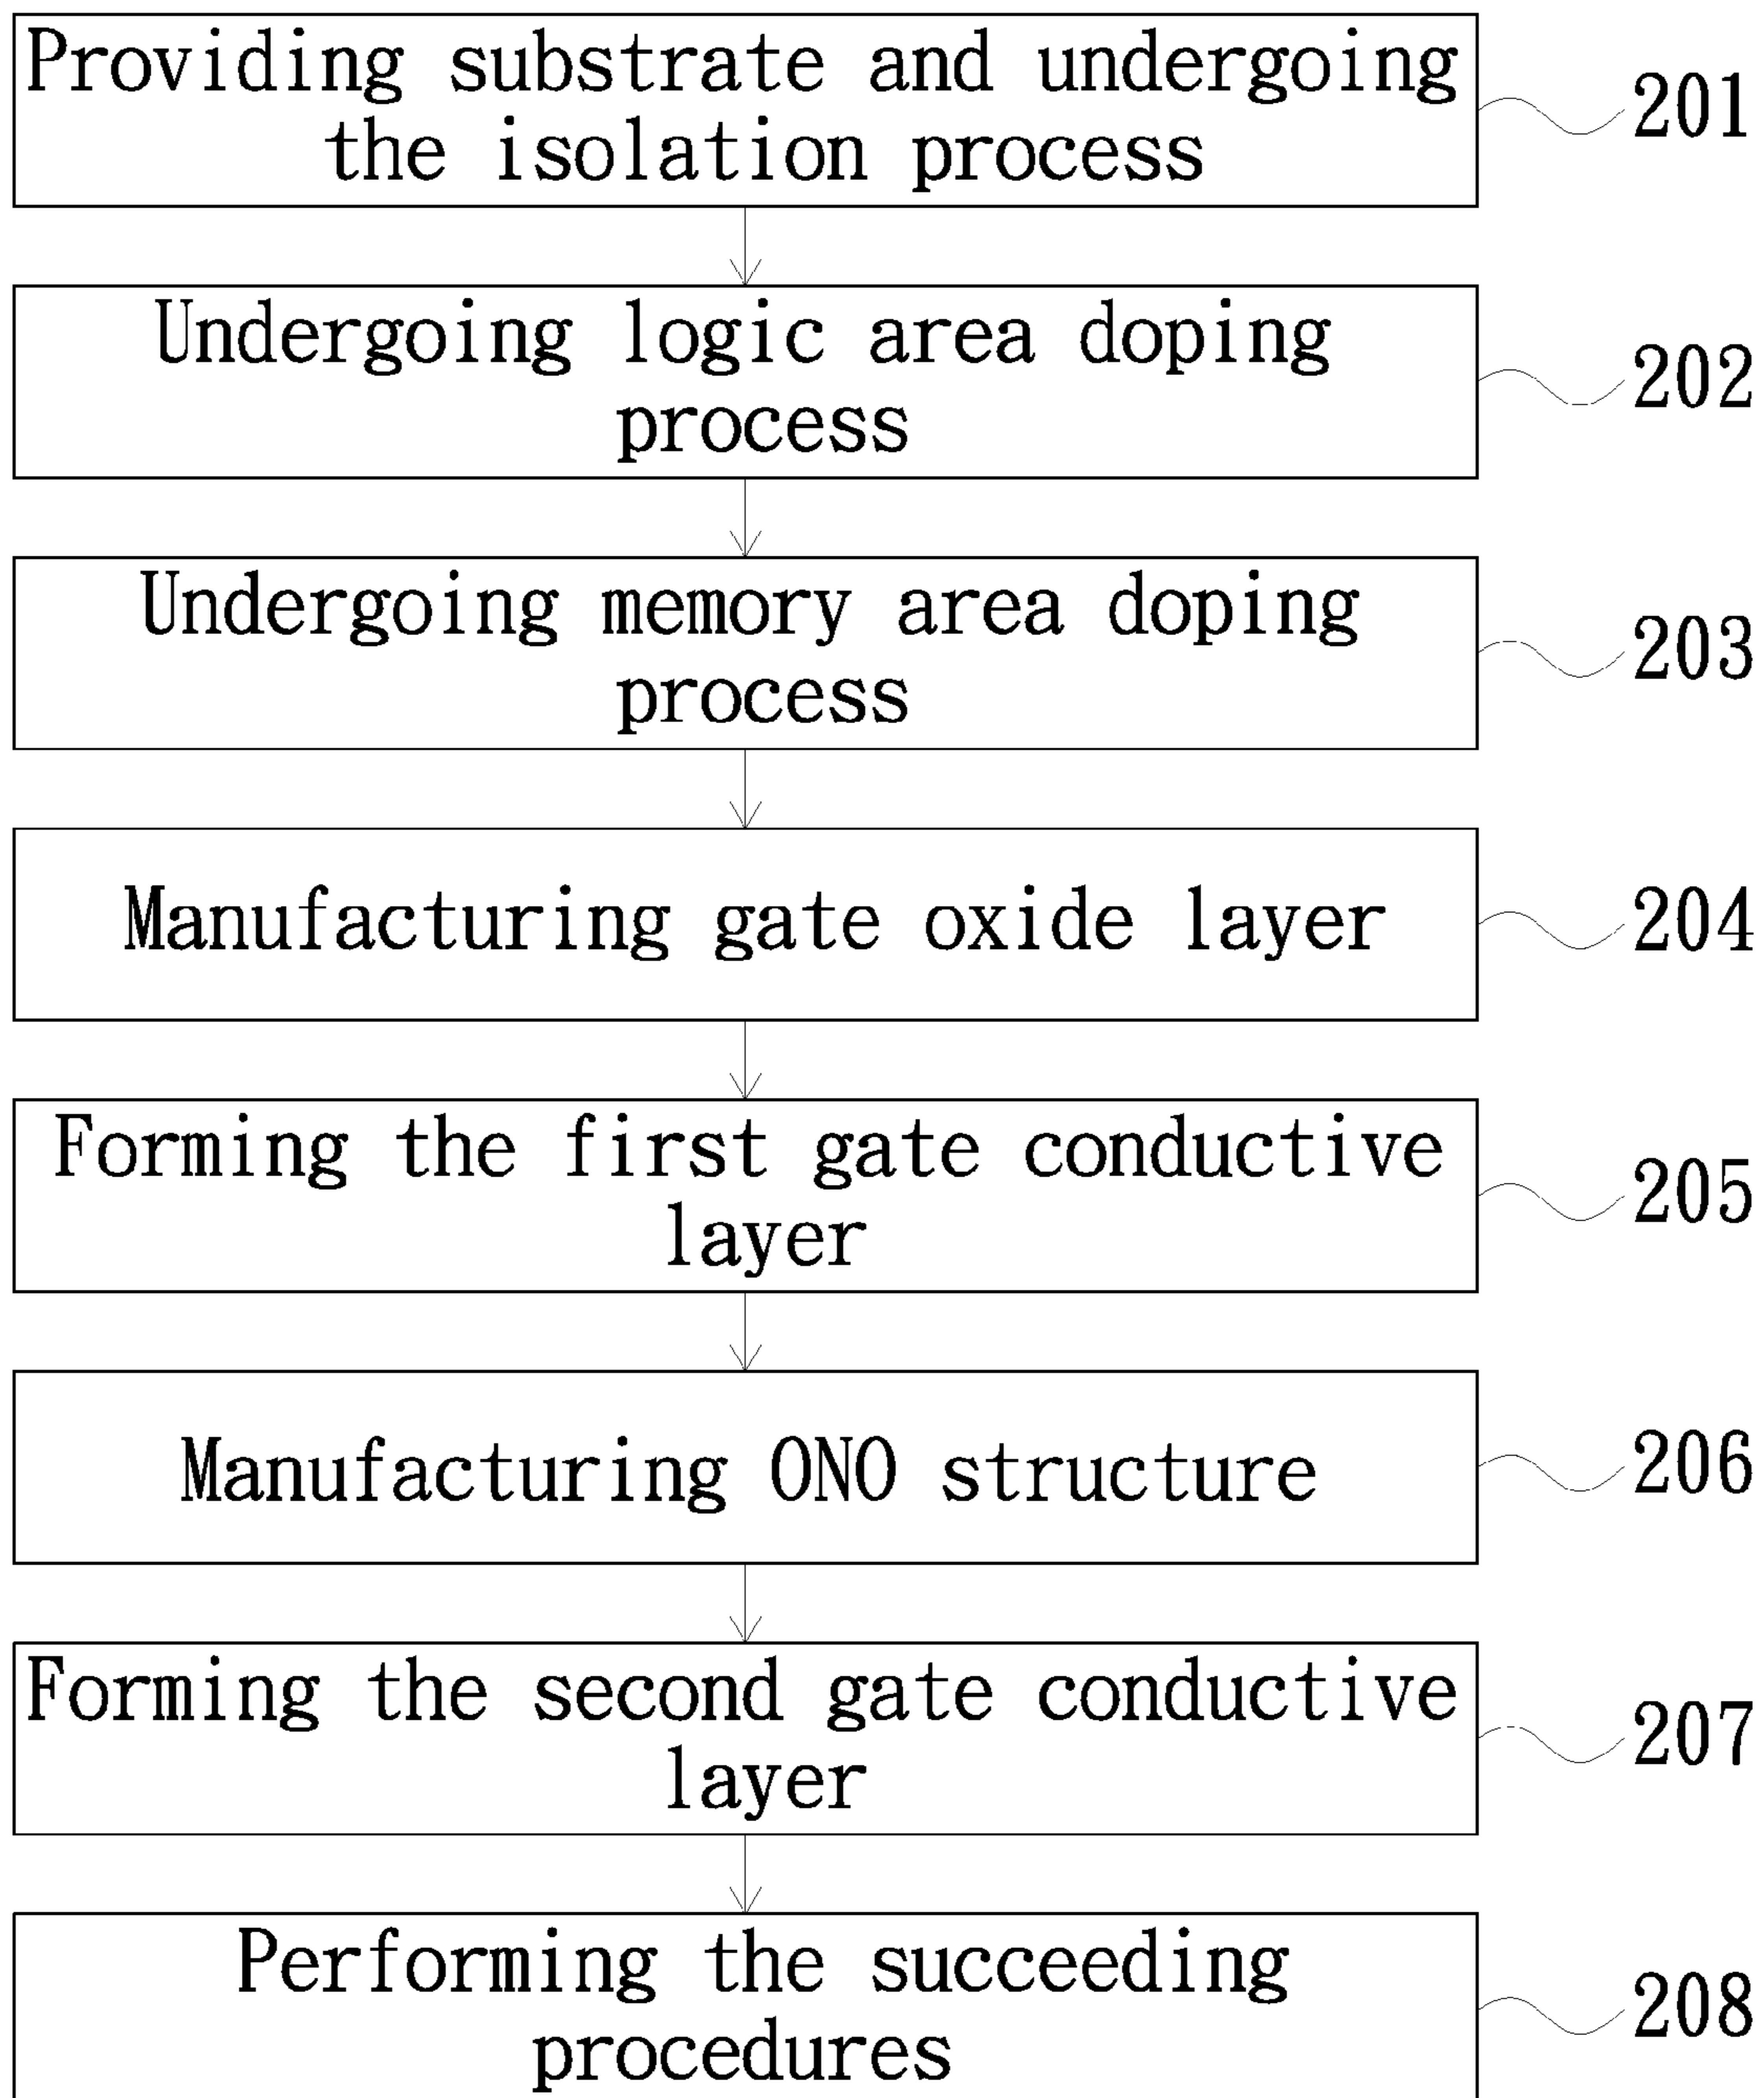 Providing substrate and undergoing
the isolation process
201
Undergoing logic area doping
process
202
Undergoing memory area doping
process
203
Manufacturing gate oxide layer
204
Forming the first gate conductive
layer
205
Manufacturing ONO structure
206
Forming the second gate conductive
layer
207
Performing the succeeding
procedures
208